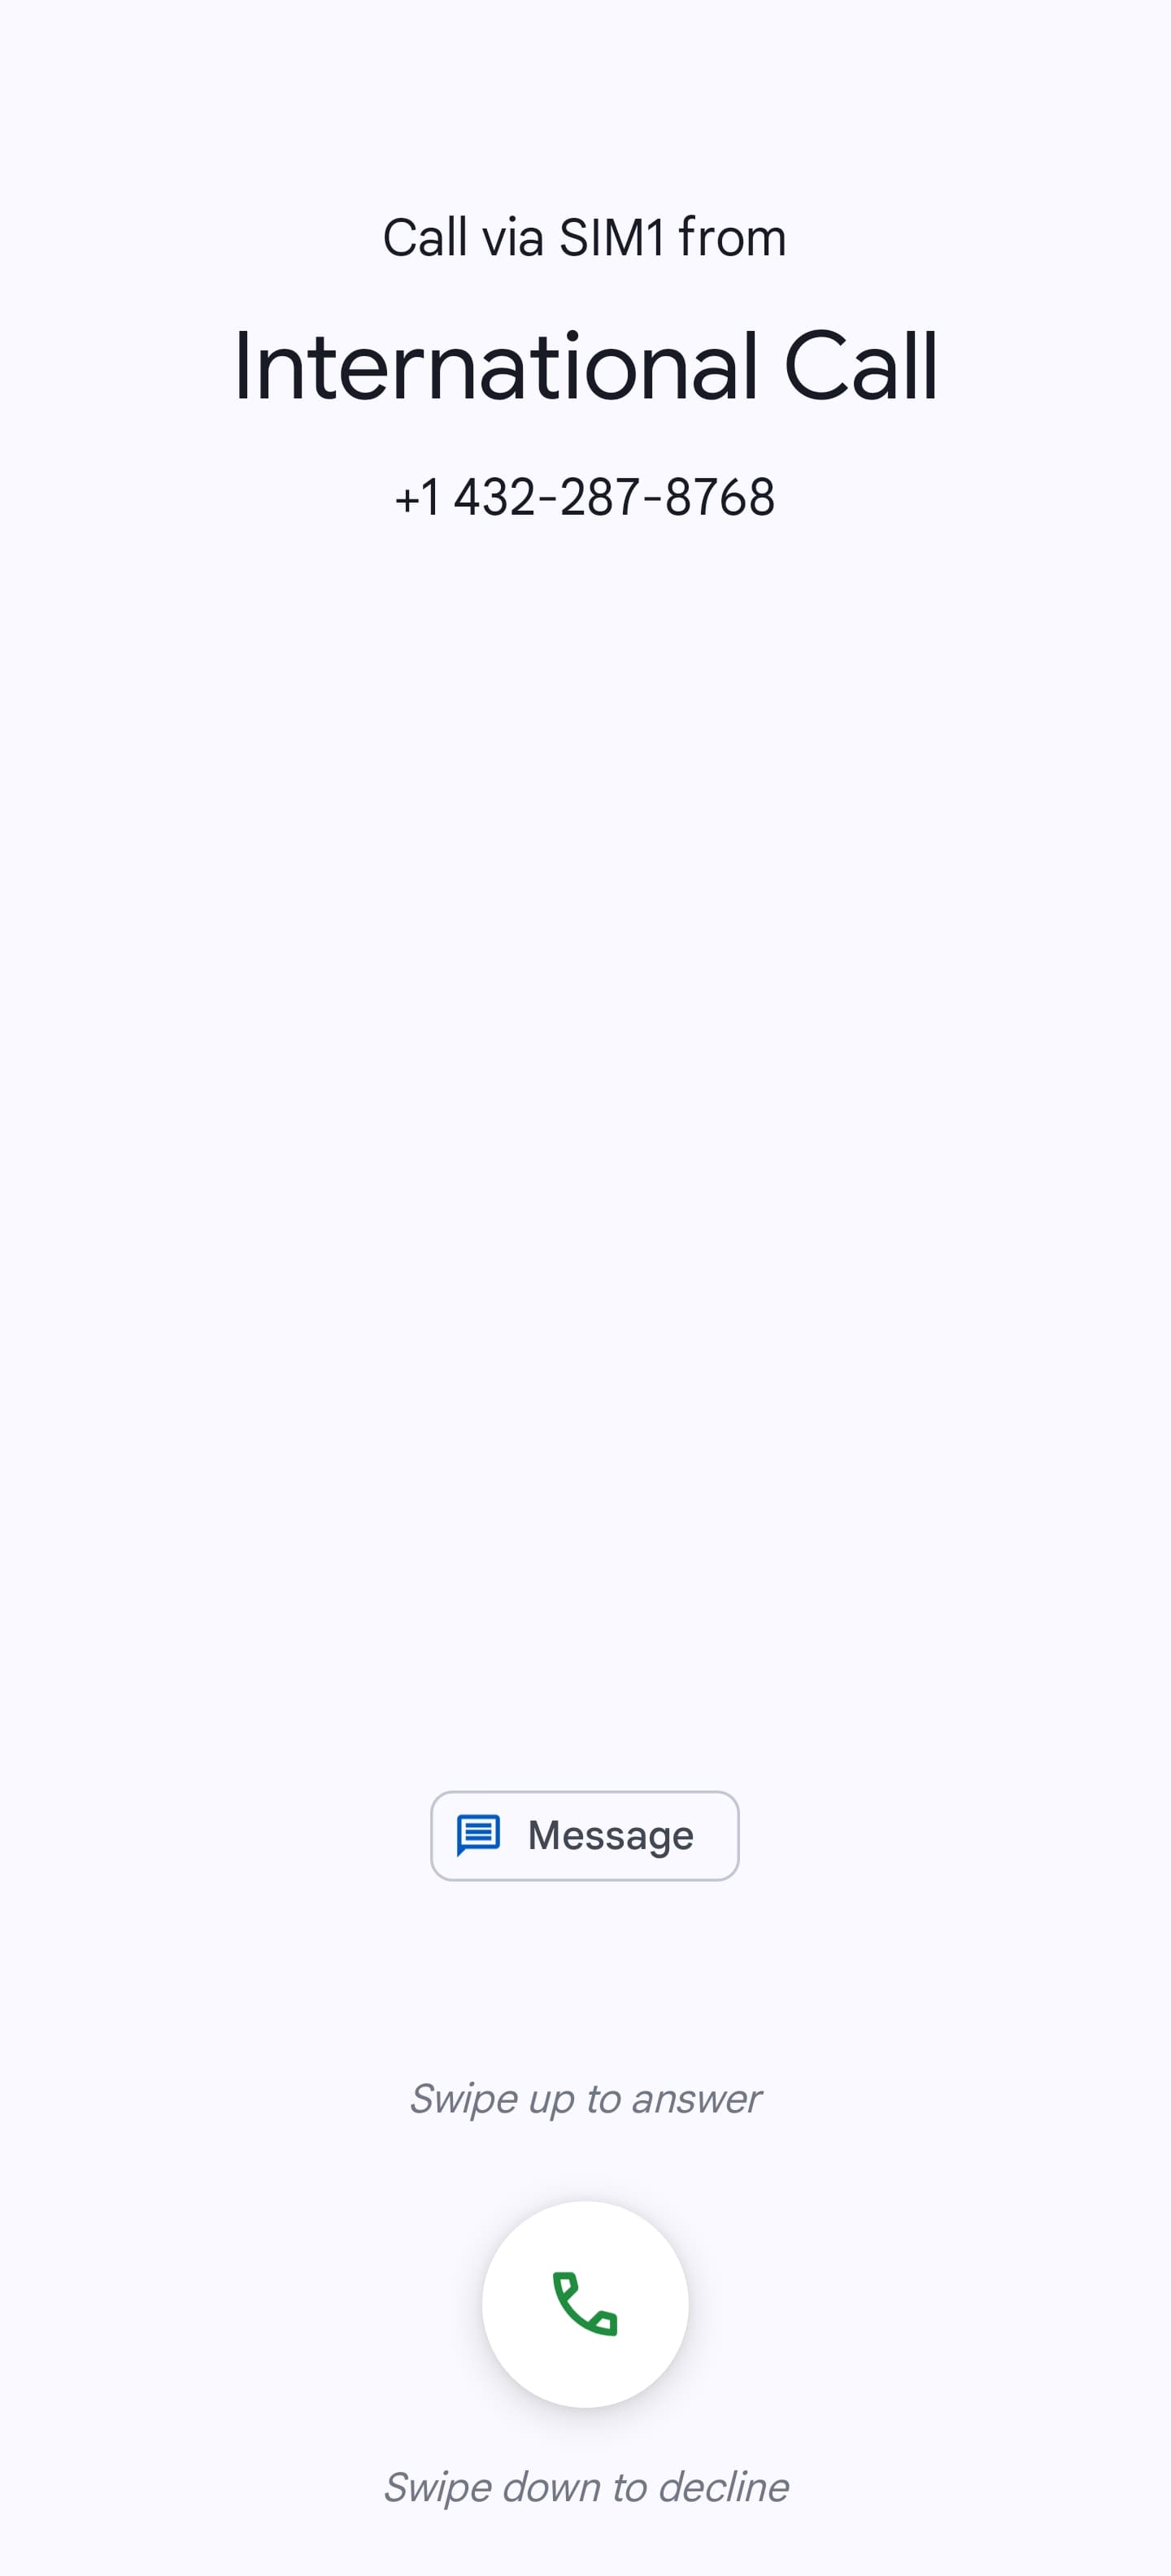 Call via SIM1 from
International Call
+1 432-287-8768
Message
Swipe up to answer
Swipe down to decline